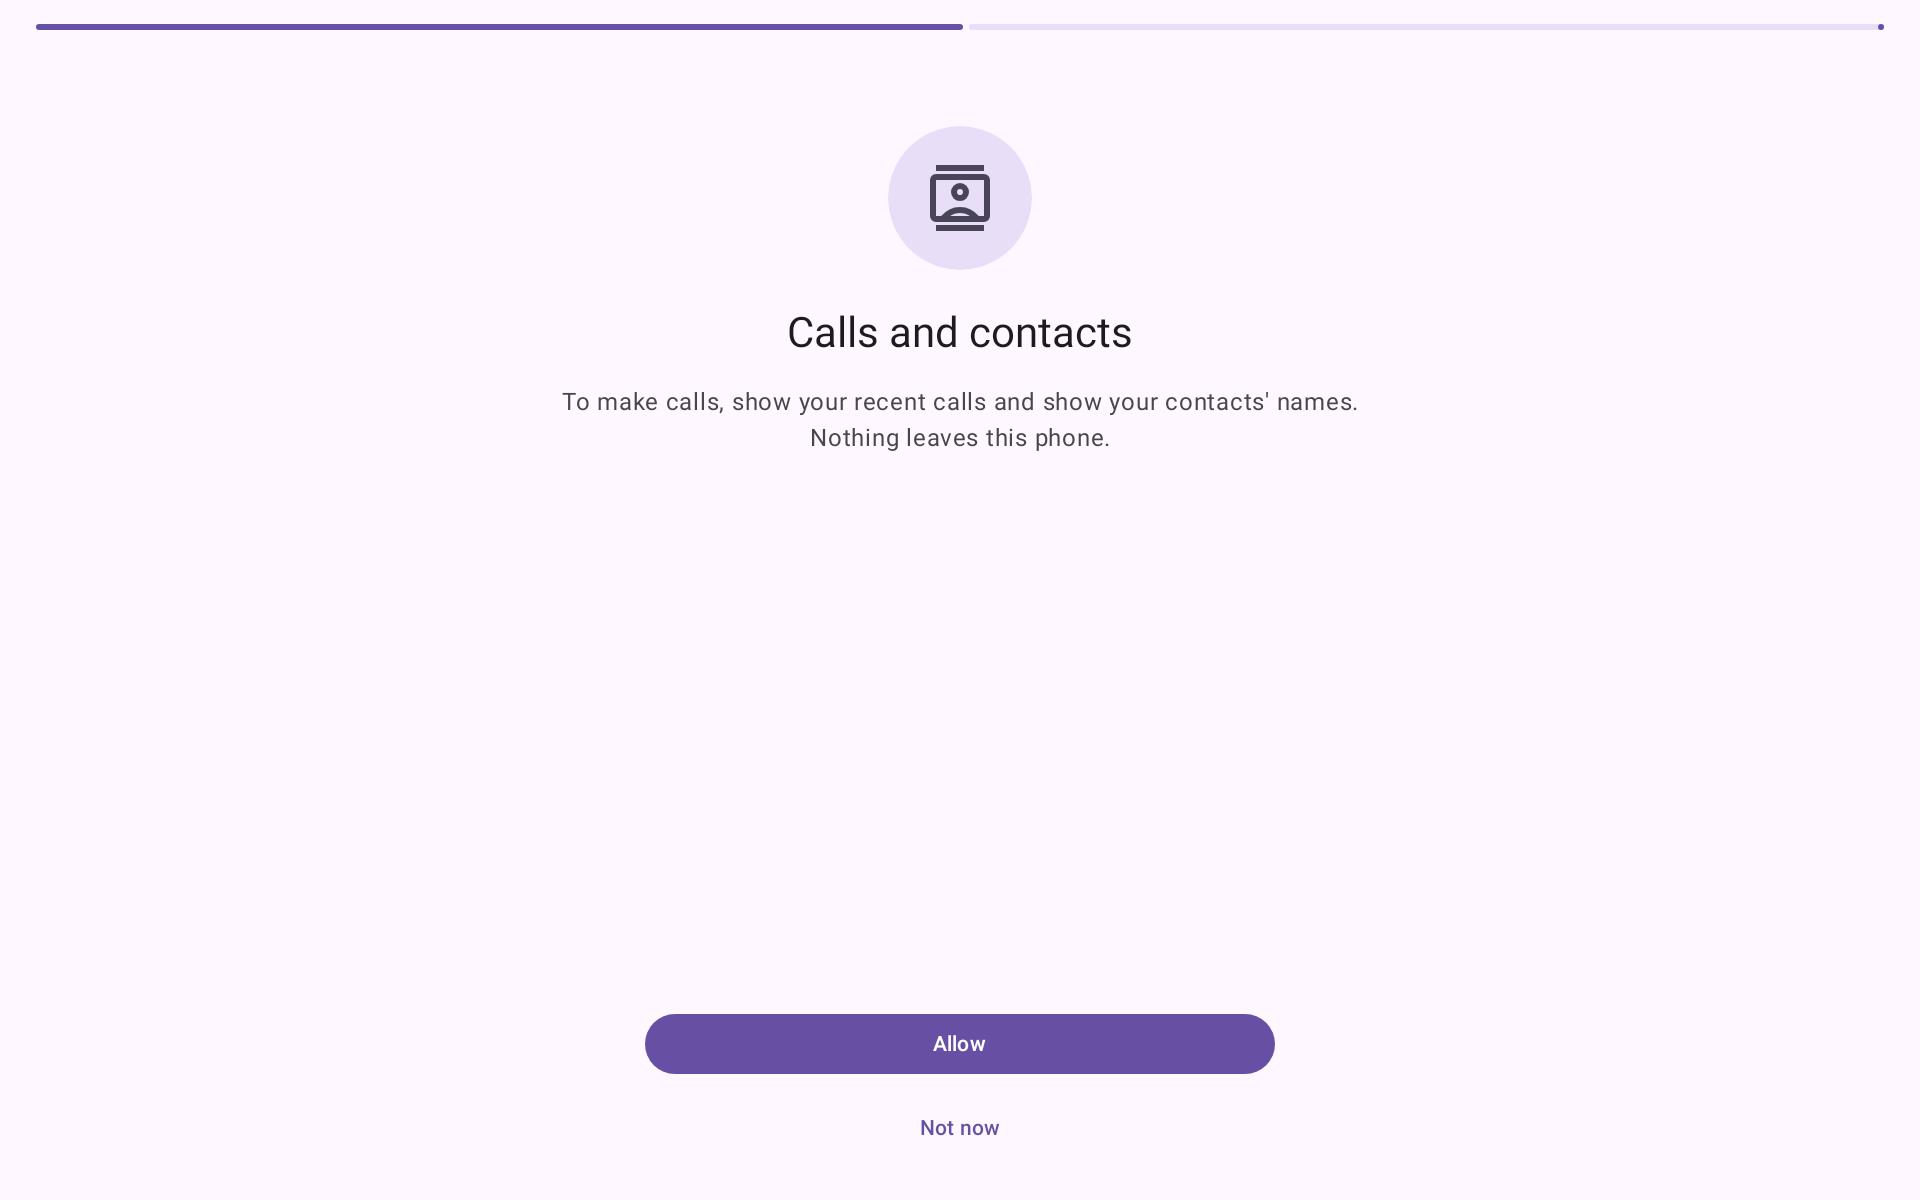 Calls and contacts
To make calls, show your recent calls and show your contacts' names.
Nothing leaves this phone.
Allow
Not now